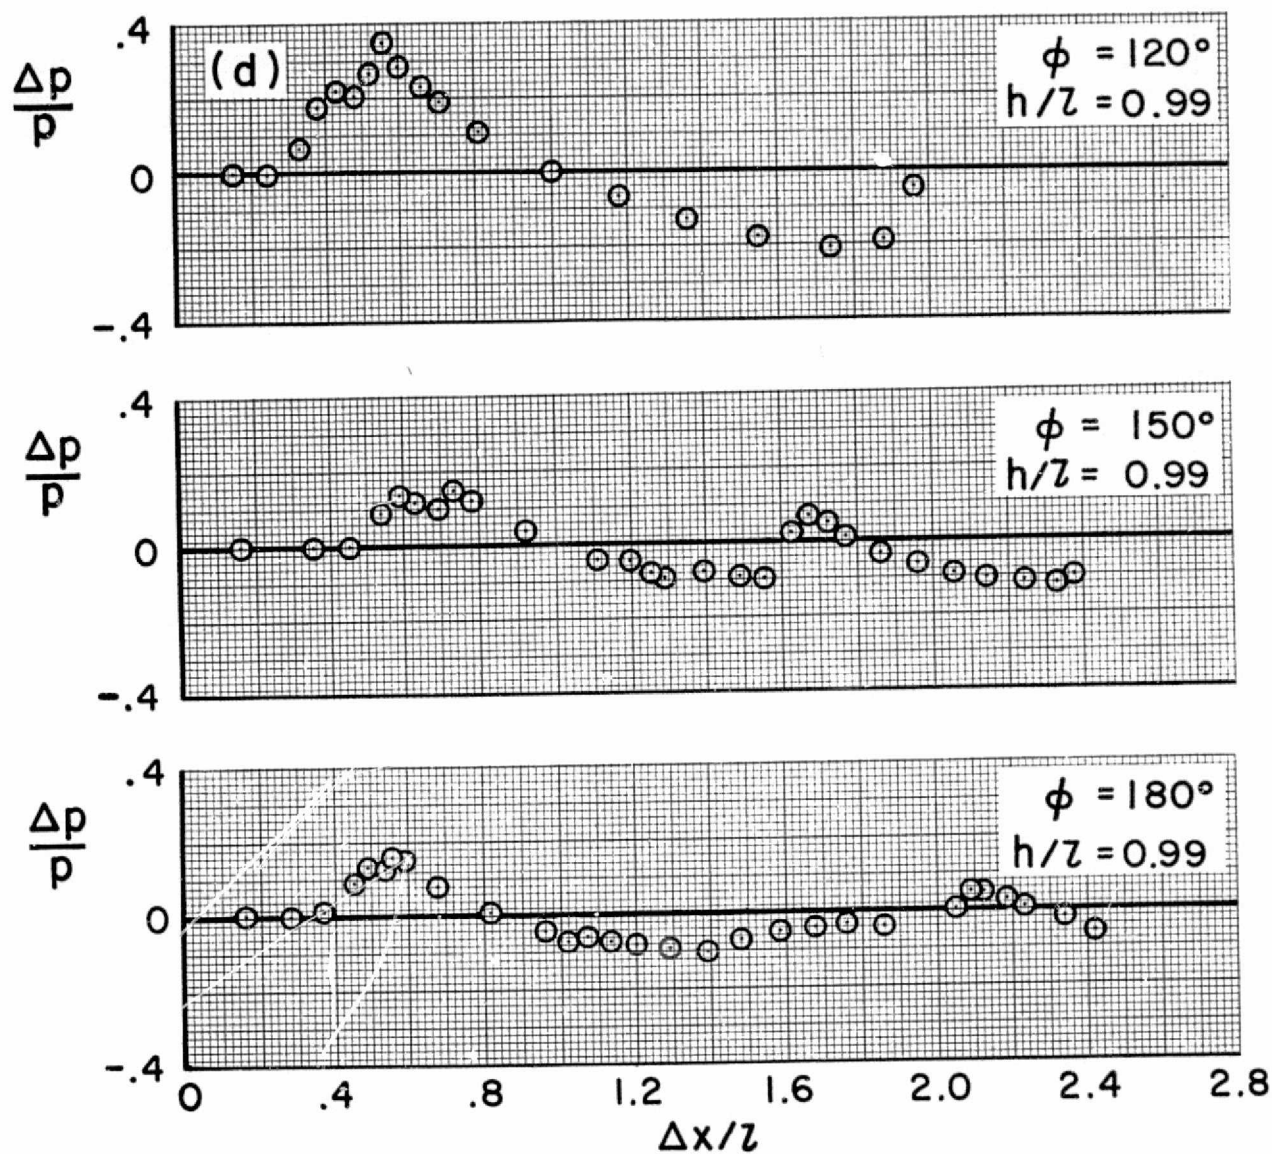 .4
(d)
ϕ = 120°
h/l = 0.99
Δp
p
0
-.4
.4
ϕ = 150°
h/l = 0.99
Δp
p
0
-.4
.4
ϕ = 180°
h/l = 0.99
Δp
p
0
-.4
0 .4 .8 1.2 1.6 2.0 2.4 2.8
Δx/l